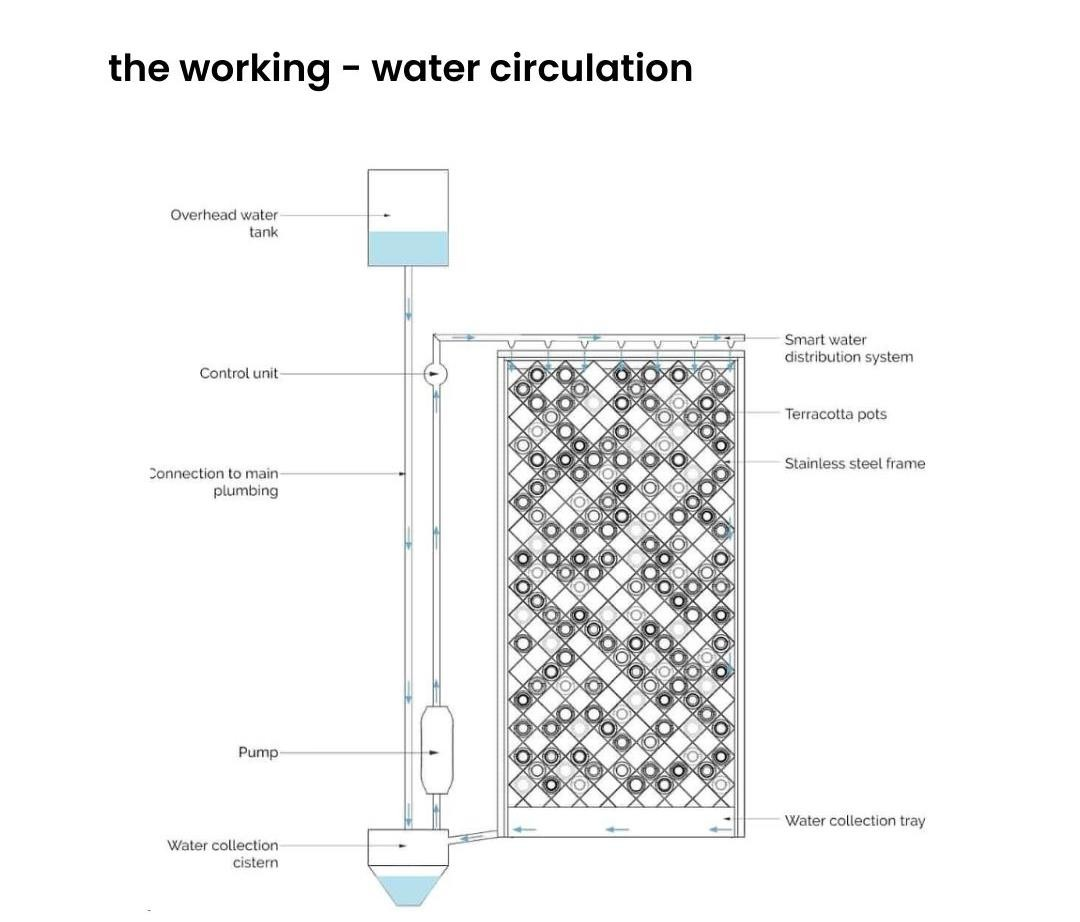 the working - water circulation
Overhead water
tank
Control unit
Connection to main
plumbing
Pump
Water collection
cistern
Smart water
distribution system
Terracotta pots
Stainless steel frame
Water collection tray